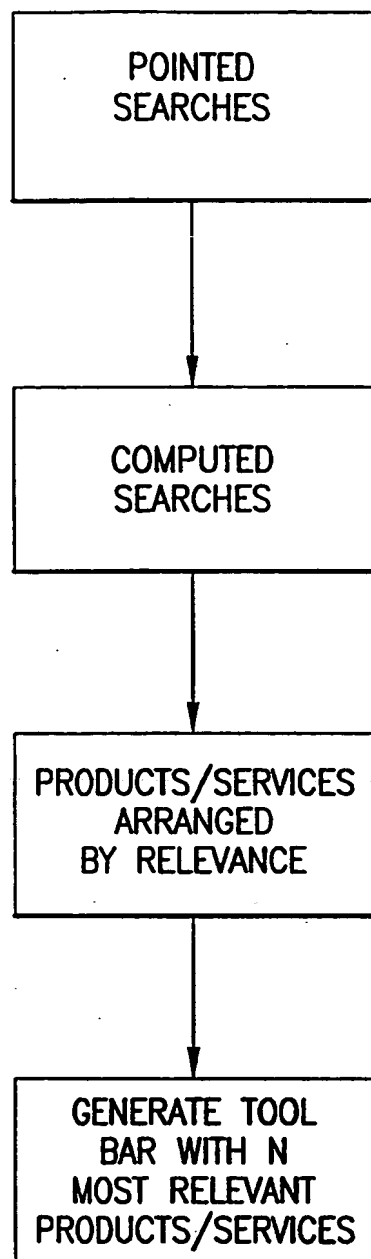 POINTED
SEARCHES
COMPUTED
SEARCHES
PRODUCTS/SERVICES
ARRANGED
BY RELEVANCE
GENERATE TOOL
BAR WITH N
MOST RELEVANT
PRODUCTS/SERVICES